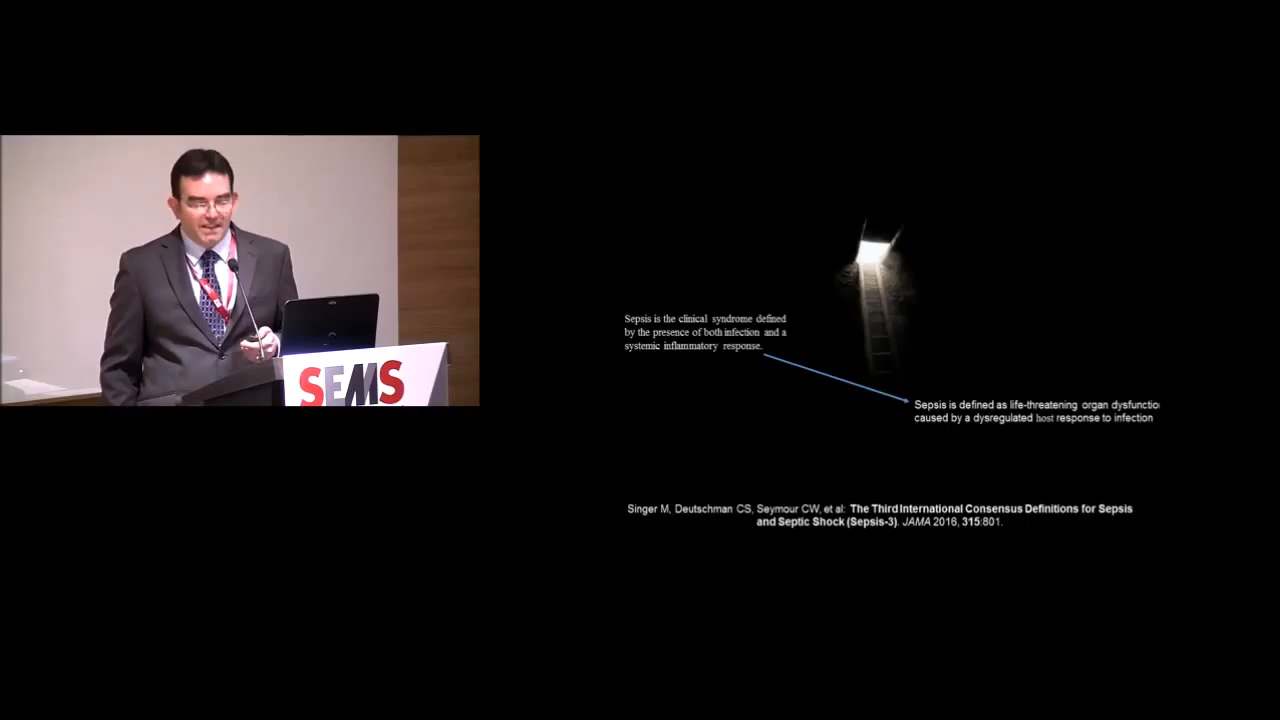 SEMS
Sepsis is the clinical syndrome defined
by the presence of both infection and a
systemic inflammatory response.
Sepsis is defined as life-threatening organ dysfunctio
caused by a dysregulated host response to infection
Singer M, Deutschman CS, Seymour CW, et al: The Third International Consensus Definitions for Sepsis
and Septic Shock (Sepsis-3). JAMA 2016, 315:801.